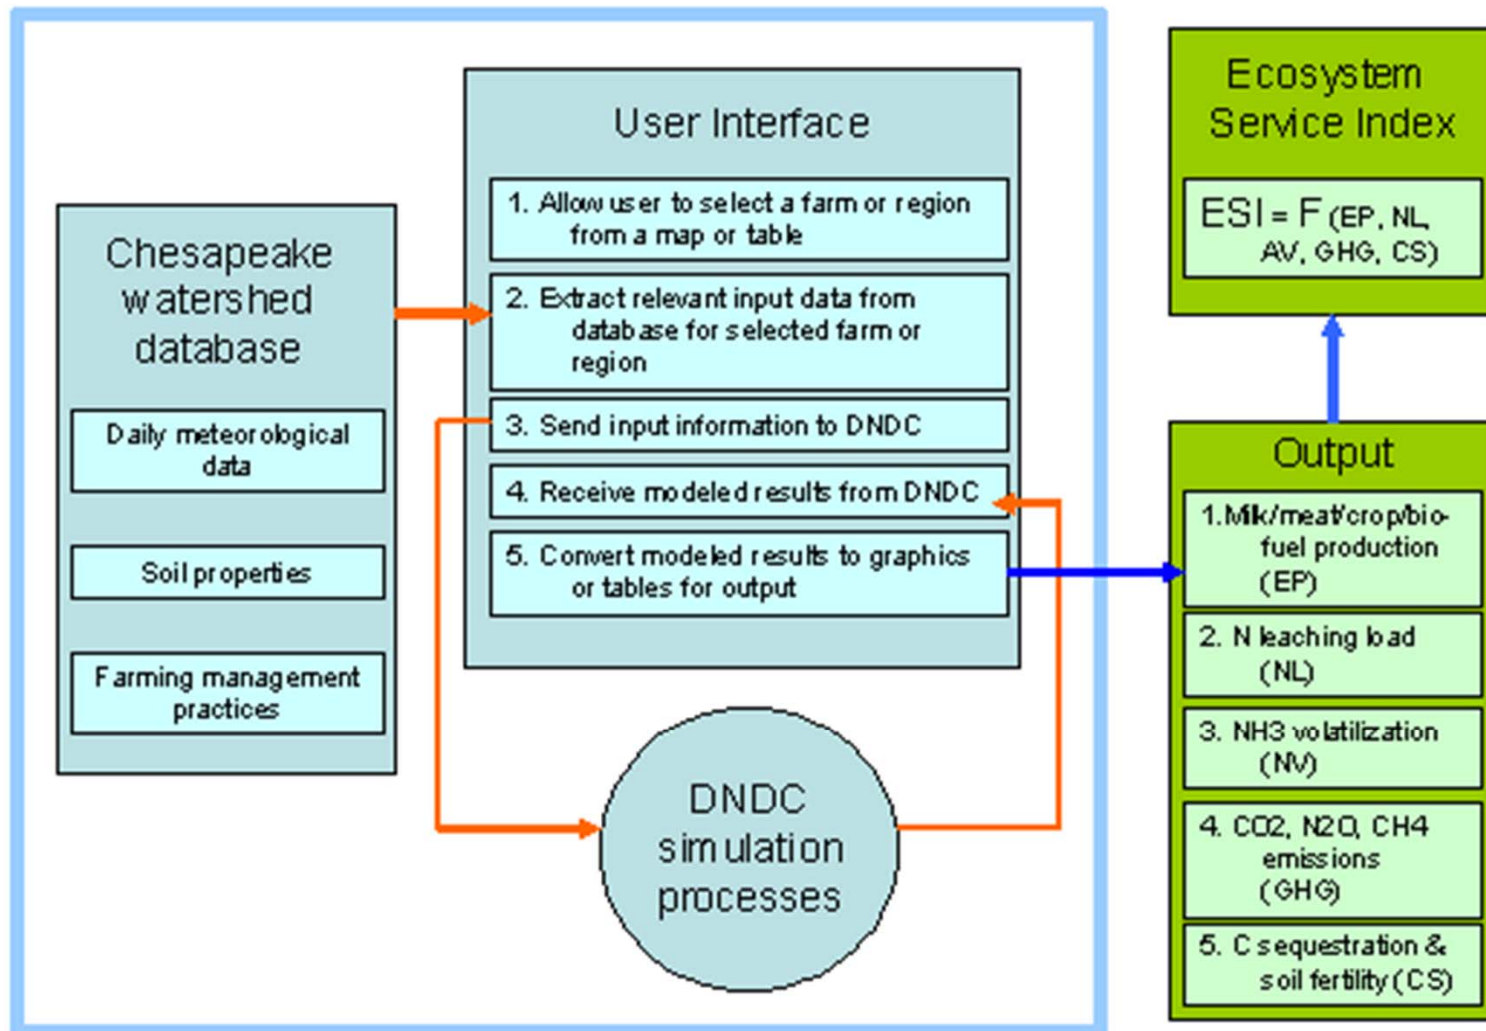 Chesapeake
watershed
database
Daily meteorological
data
Soil properties
Farming management
practices
User Interface
1. Allow user to select a farm or region
from a map or table
2. Extract relevant input data from
database for selected farm or
region
3. Send input information to DNDC
4. Receive modeled results from DNDC
5. Convert modeled results to graphics
or tables for output
DNDC
simulation
processes
Ecosystem
Service Index
ESI = F (EP, NL,
AV, GHG, CS)
Output
1.Milk/meat/crop/bio-
fuel production
(EP)
2. N leaching load
(NL)
3. NH3 volatilization
(NV)
4. CO2, N2O, CH4
emissions
(GHG)
5. C sequestration &
soil fertility (CS)